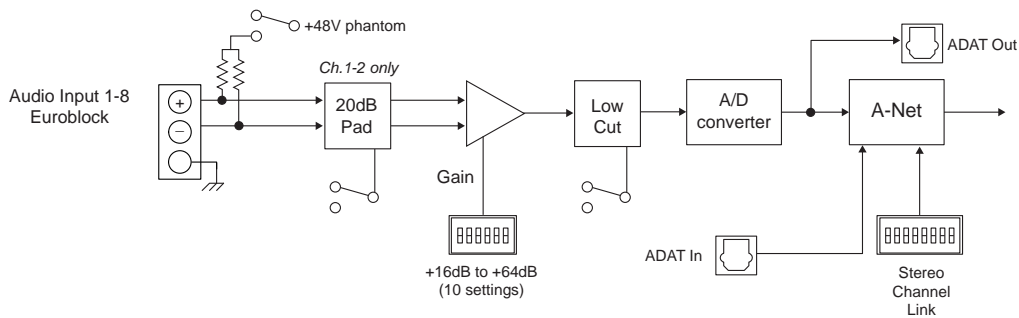 +48V phantom
Ch.1-2 only
Audio Input 1-8
Euroblock
+
−
20dB
Pad
Gain
+16dB to +64dB
(10 settings)
Low
Cut
A/D
converter
ADAT Out
A-Net
ADAT In
Stereo
Channel
Link